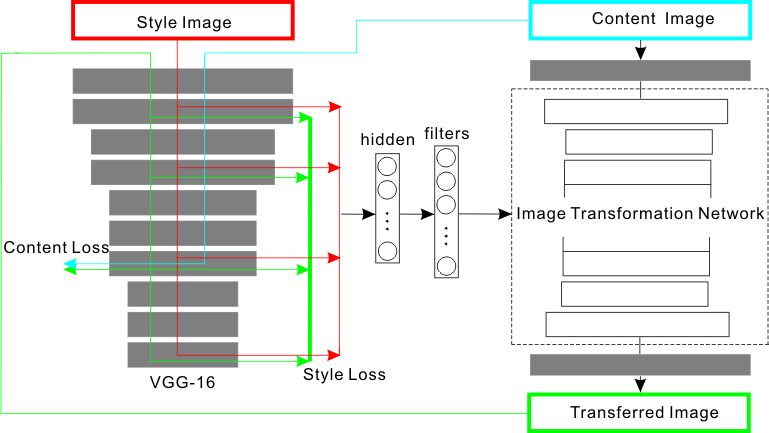 Style Image
Content Image
hidden
filters
Image Transformation Network
Content Loss
Style Loss
VGG-16
Transferred Image